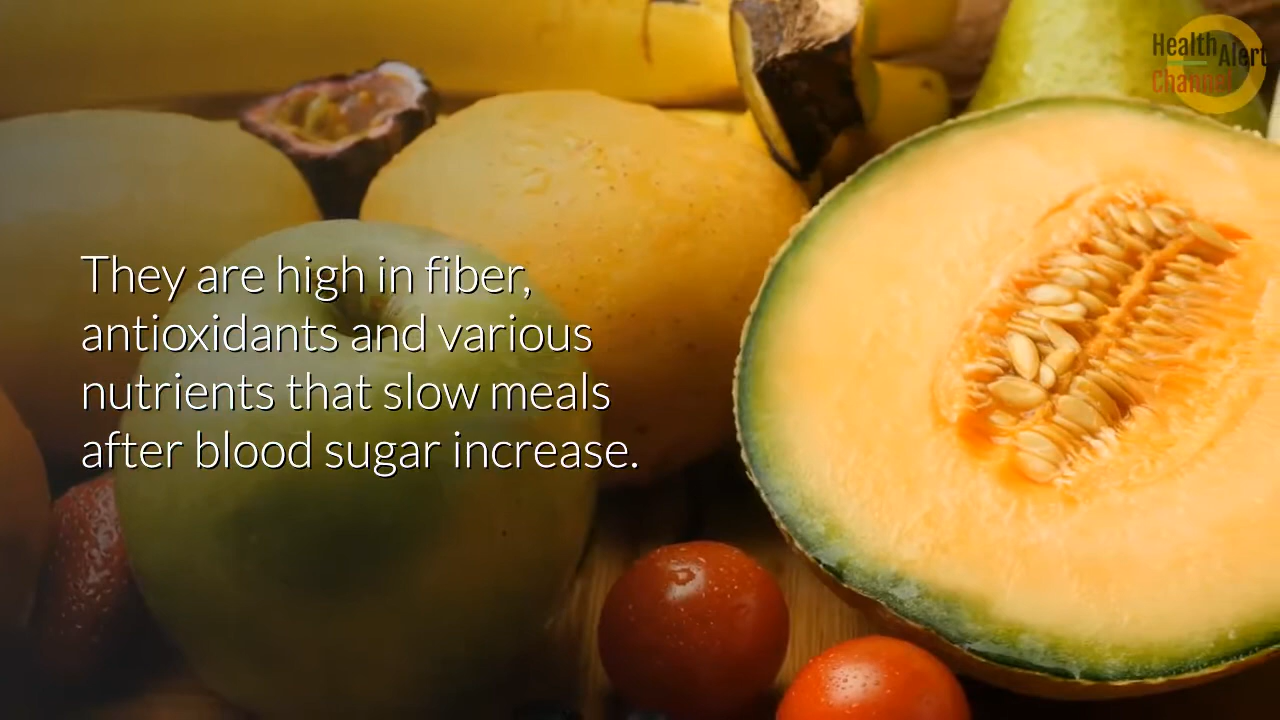 Health
Alert
Channel
They are high in fiber,
antioxidants and various
nutrients that slow meals
after blood sugar increase.